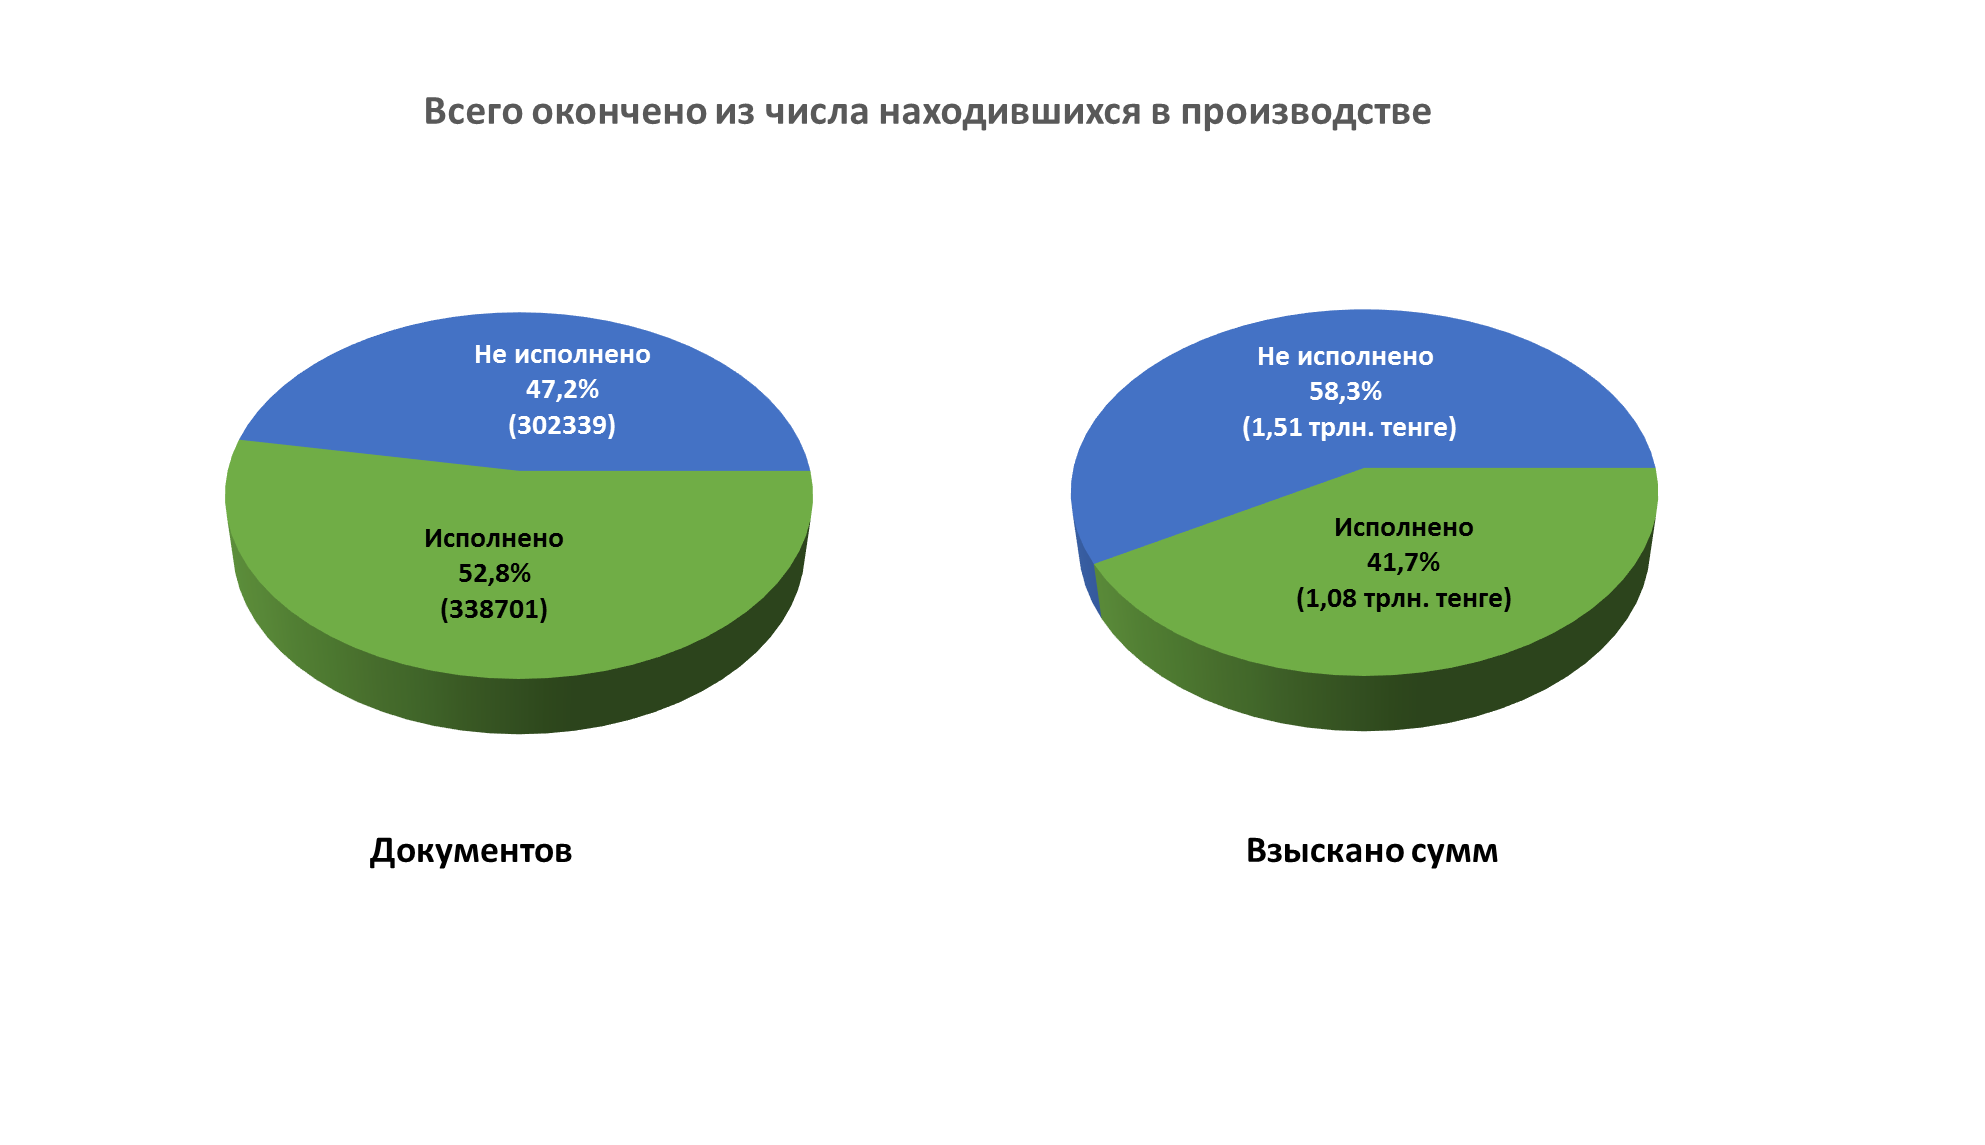 Всего окончено из числа находившихся в производстве
Не исполнено
47,2%
(302339)
Исполнено
52,8%
(338701)
Документов
Не исполнено
58,3%
(1,51 трлн. тенге)
Исполнено
41,7%
(1,08 трлн. тенге)
Взыскано сумм